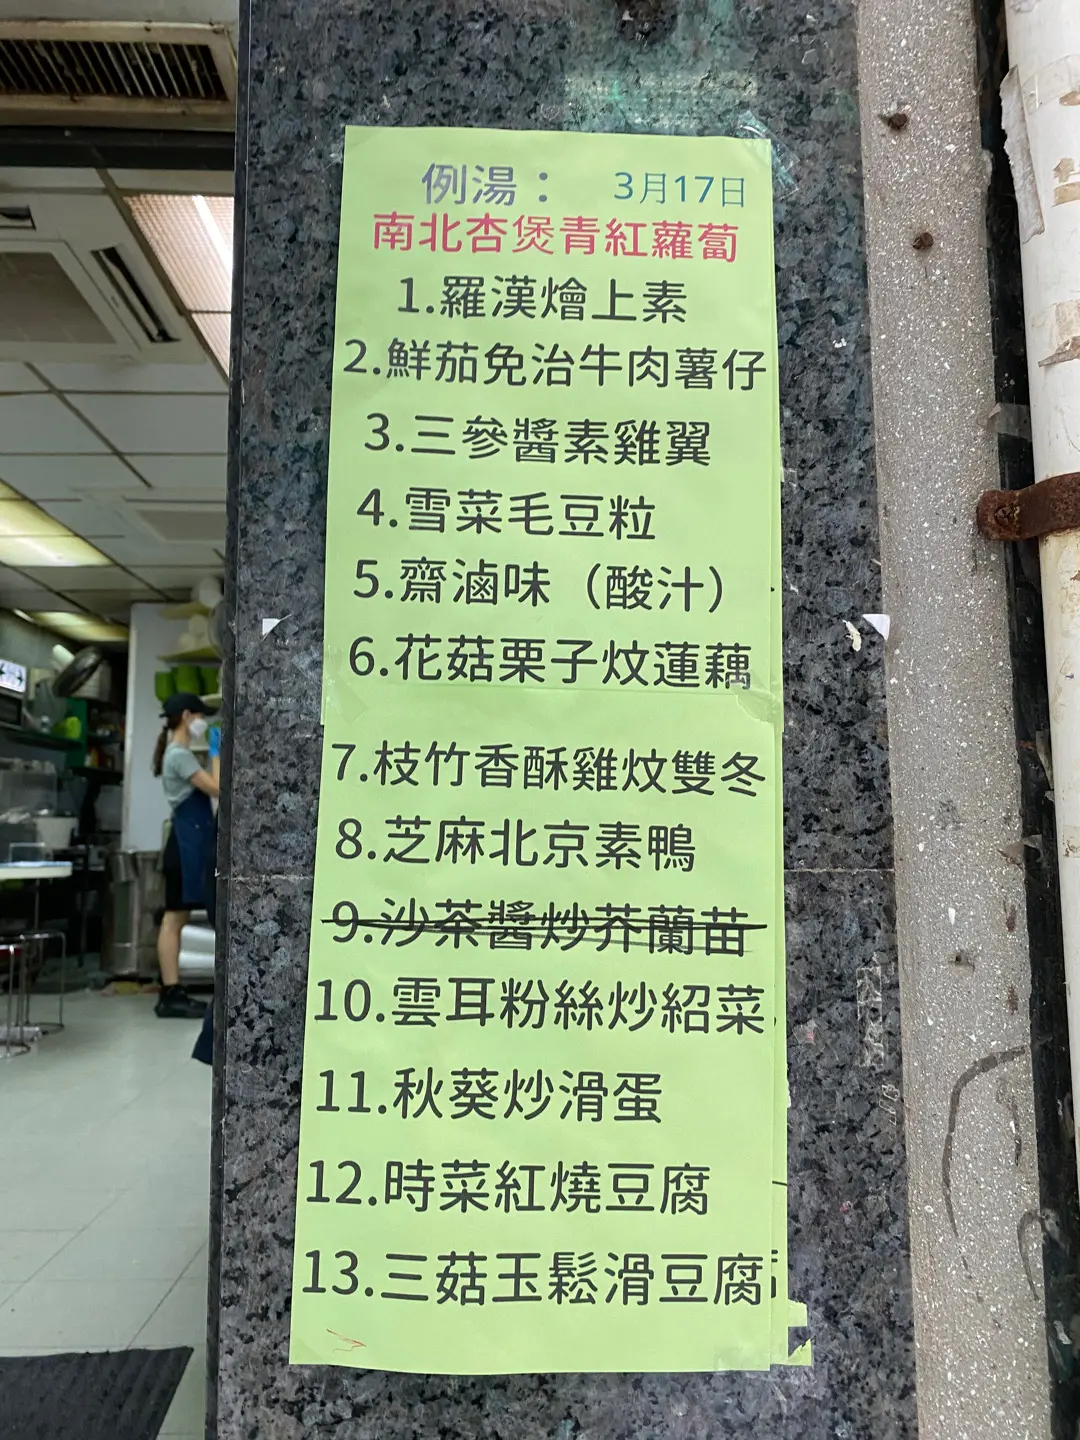 例湯： 3月17日
南北杏煲青紅蘿蔔
1.羅漢燴上素
2.鮮茄免治牛肉薯仔
3.三參醬素雞翼
4.雪菜毛豆粒
5.齋滷味（酸汁）
6.花菇栗子炆蓮藕
7.枝竹香酥雞炆雙冬
8.芝麻北京素鴨
9.沙茶醬炒芥蘭苗
10.雲耳粉絲炒紹菜
11.秋葵炒滑蛋
12.時菜紅燒豆腐
13.三菇玉鬆滑豆腐